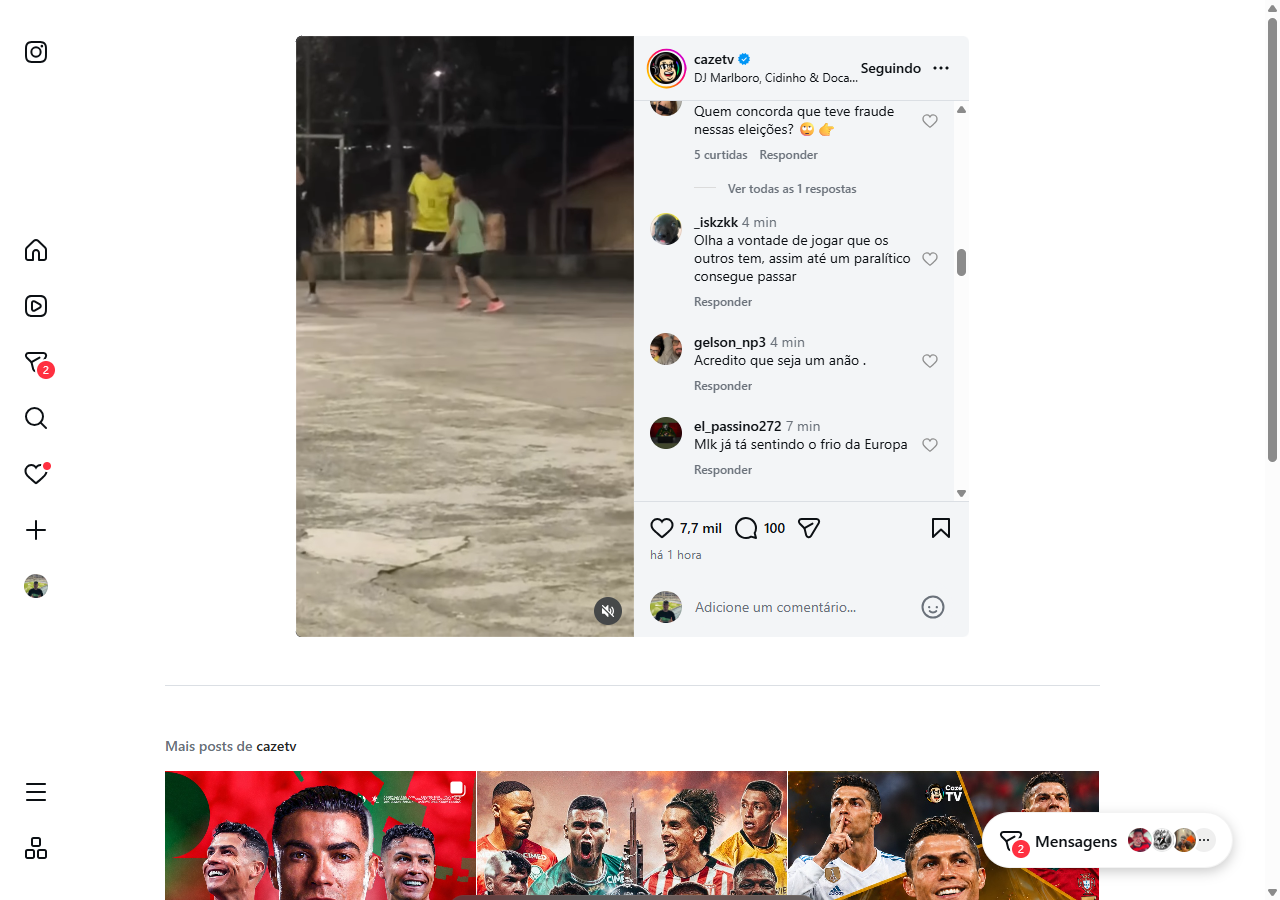 cazetv
DJ Marlboro, Cidinho & Doca...
Seguindo
Quem concorda que teve fraude
nessas eleições? 🙄 👉
5 curtidas Responder
Ver todas as 1 respostas
_iskzkk 4 min
Olha a vontade de jogar que os
outros tem, assim até um paralítico
consegue passar
Responder
gelson_np3 4 min
Acredito que seja um anão .
Responder
el_passino272 7 min
Mlk já tá sentindo o frio da Europa
Responder
7,7 mil 100
há 1 hora
Adicione um comentário...
2
Mais posts de cazetv
Cazé
TV
CIMED
CIME
2
Mensagens